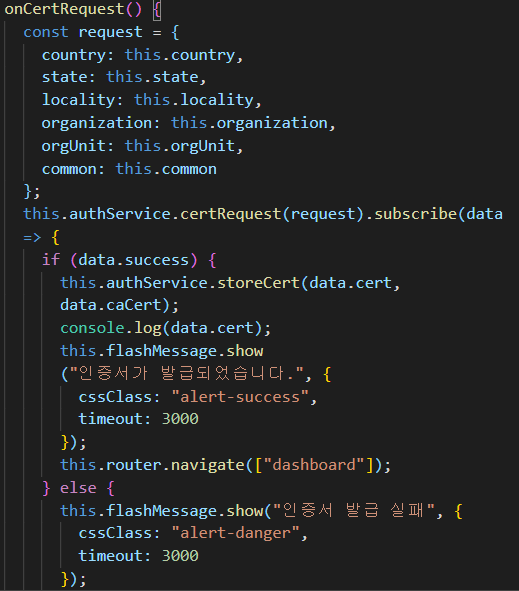 onCertRequest() {
const request = {
country: this.country,
state: this.state,
locality: this.locality,
organization: this.organization,
orgUnit: this.orgUnit,
common: this.common
};
this.authService.certRequest(request).subscribe(data
=> {
if (data.success) {
this.authService.storeCert(data.cert,
data.caCert);
console.log(data.cert);
this.flashMessage.show
("인증서가 발급되었습니다.", {
cssClass: "alert-success",
timeout: 3000
});
this.router.navigate(["dashboard"]);
} else {
this.flashMessage.show("인증서 발급 실패", {
cssClass: "alert-danger",
timeout: 3000
});